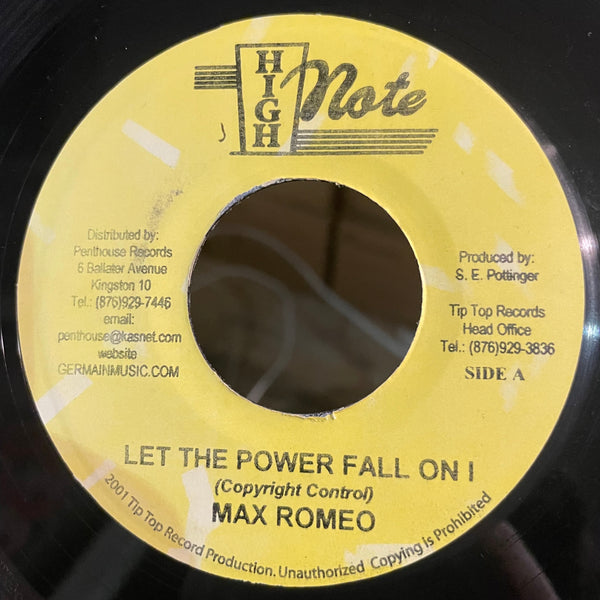 HIGH Note
Distributed by:
Penthouse Records
6 Ballater Avenue
Kingston 10
Tel.: (876)929-7446
email:
penthouse@kasnet.com
website
GERMAINMUSIC.COM
Produced by:
S. E. Pottinger
Tip Top Records
Head Office
Tel.: (876)929-3836
SIDE A
LET THE POWER FALL ON I
(Copyright Control)
MAX ROMEO
2001 Tip Top Record Production. Unauthorized Copying is Prohibited